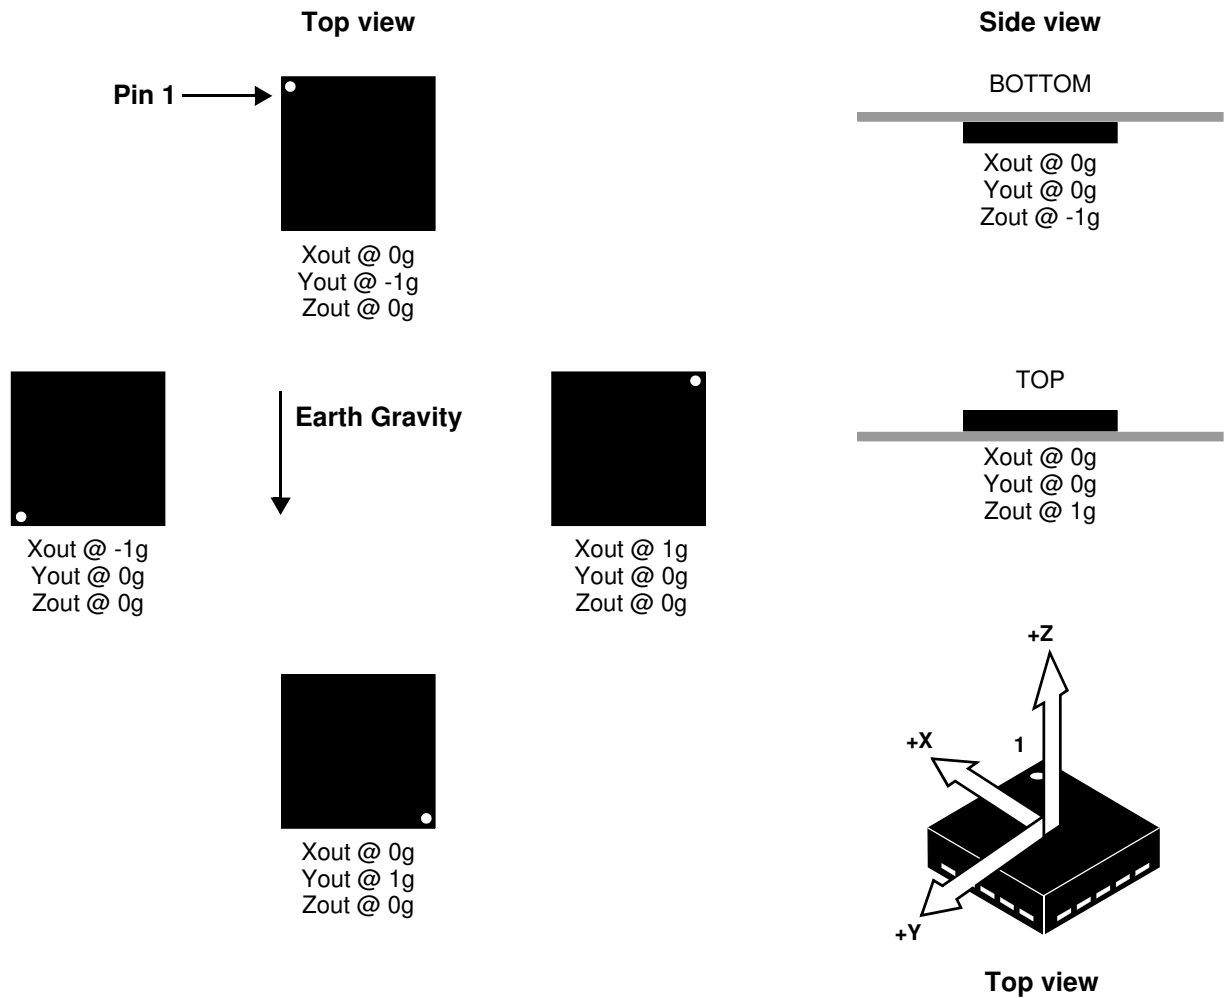 Top view
Pin 1
Xout @ 0g
Yout @ -1g
Zout @ 0g
Side view
BOTTOM
Xout @ 0g
Yout @ 0g
Zout @ -1g
Xout @ -1g
Yout @ 0g
Zout @ 0g
Earth Gravity
Xout @ 1g
Yout @ 0g
Zout @ 0g
TOP
Xout @ 0g
Yout @ 0g
Zout @ 1g
Xout @ 0g
Yout @ 1g
Zout @ 0g
+Z
+X
1
+Y
Top view